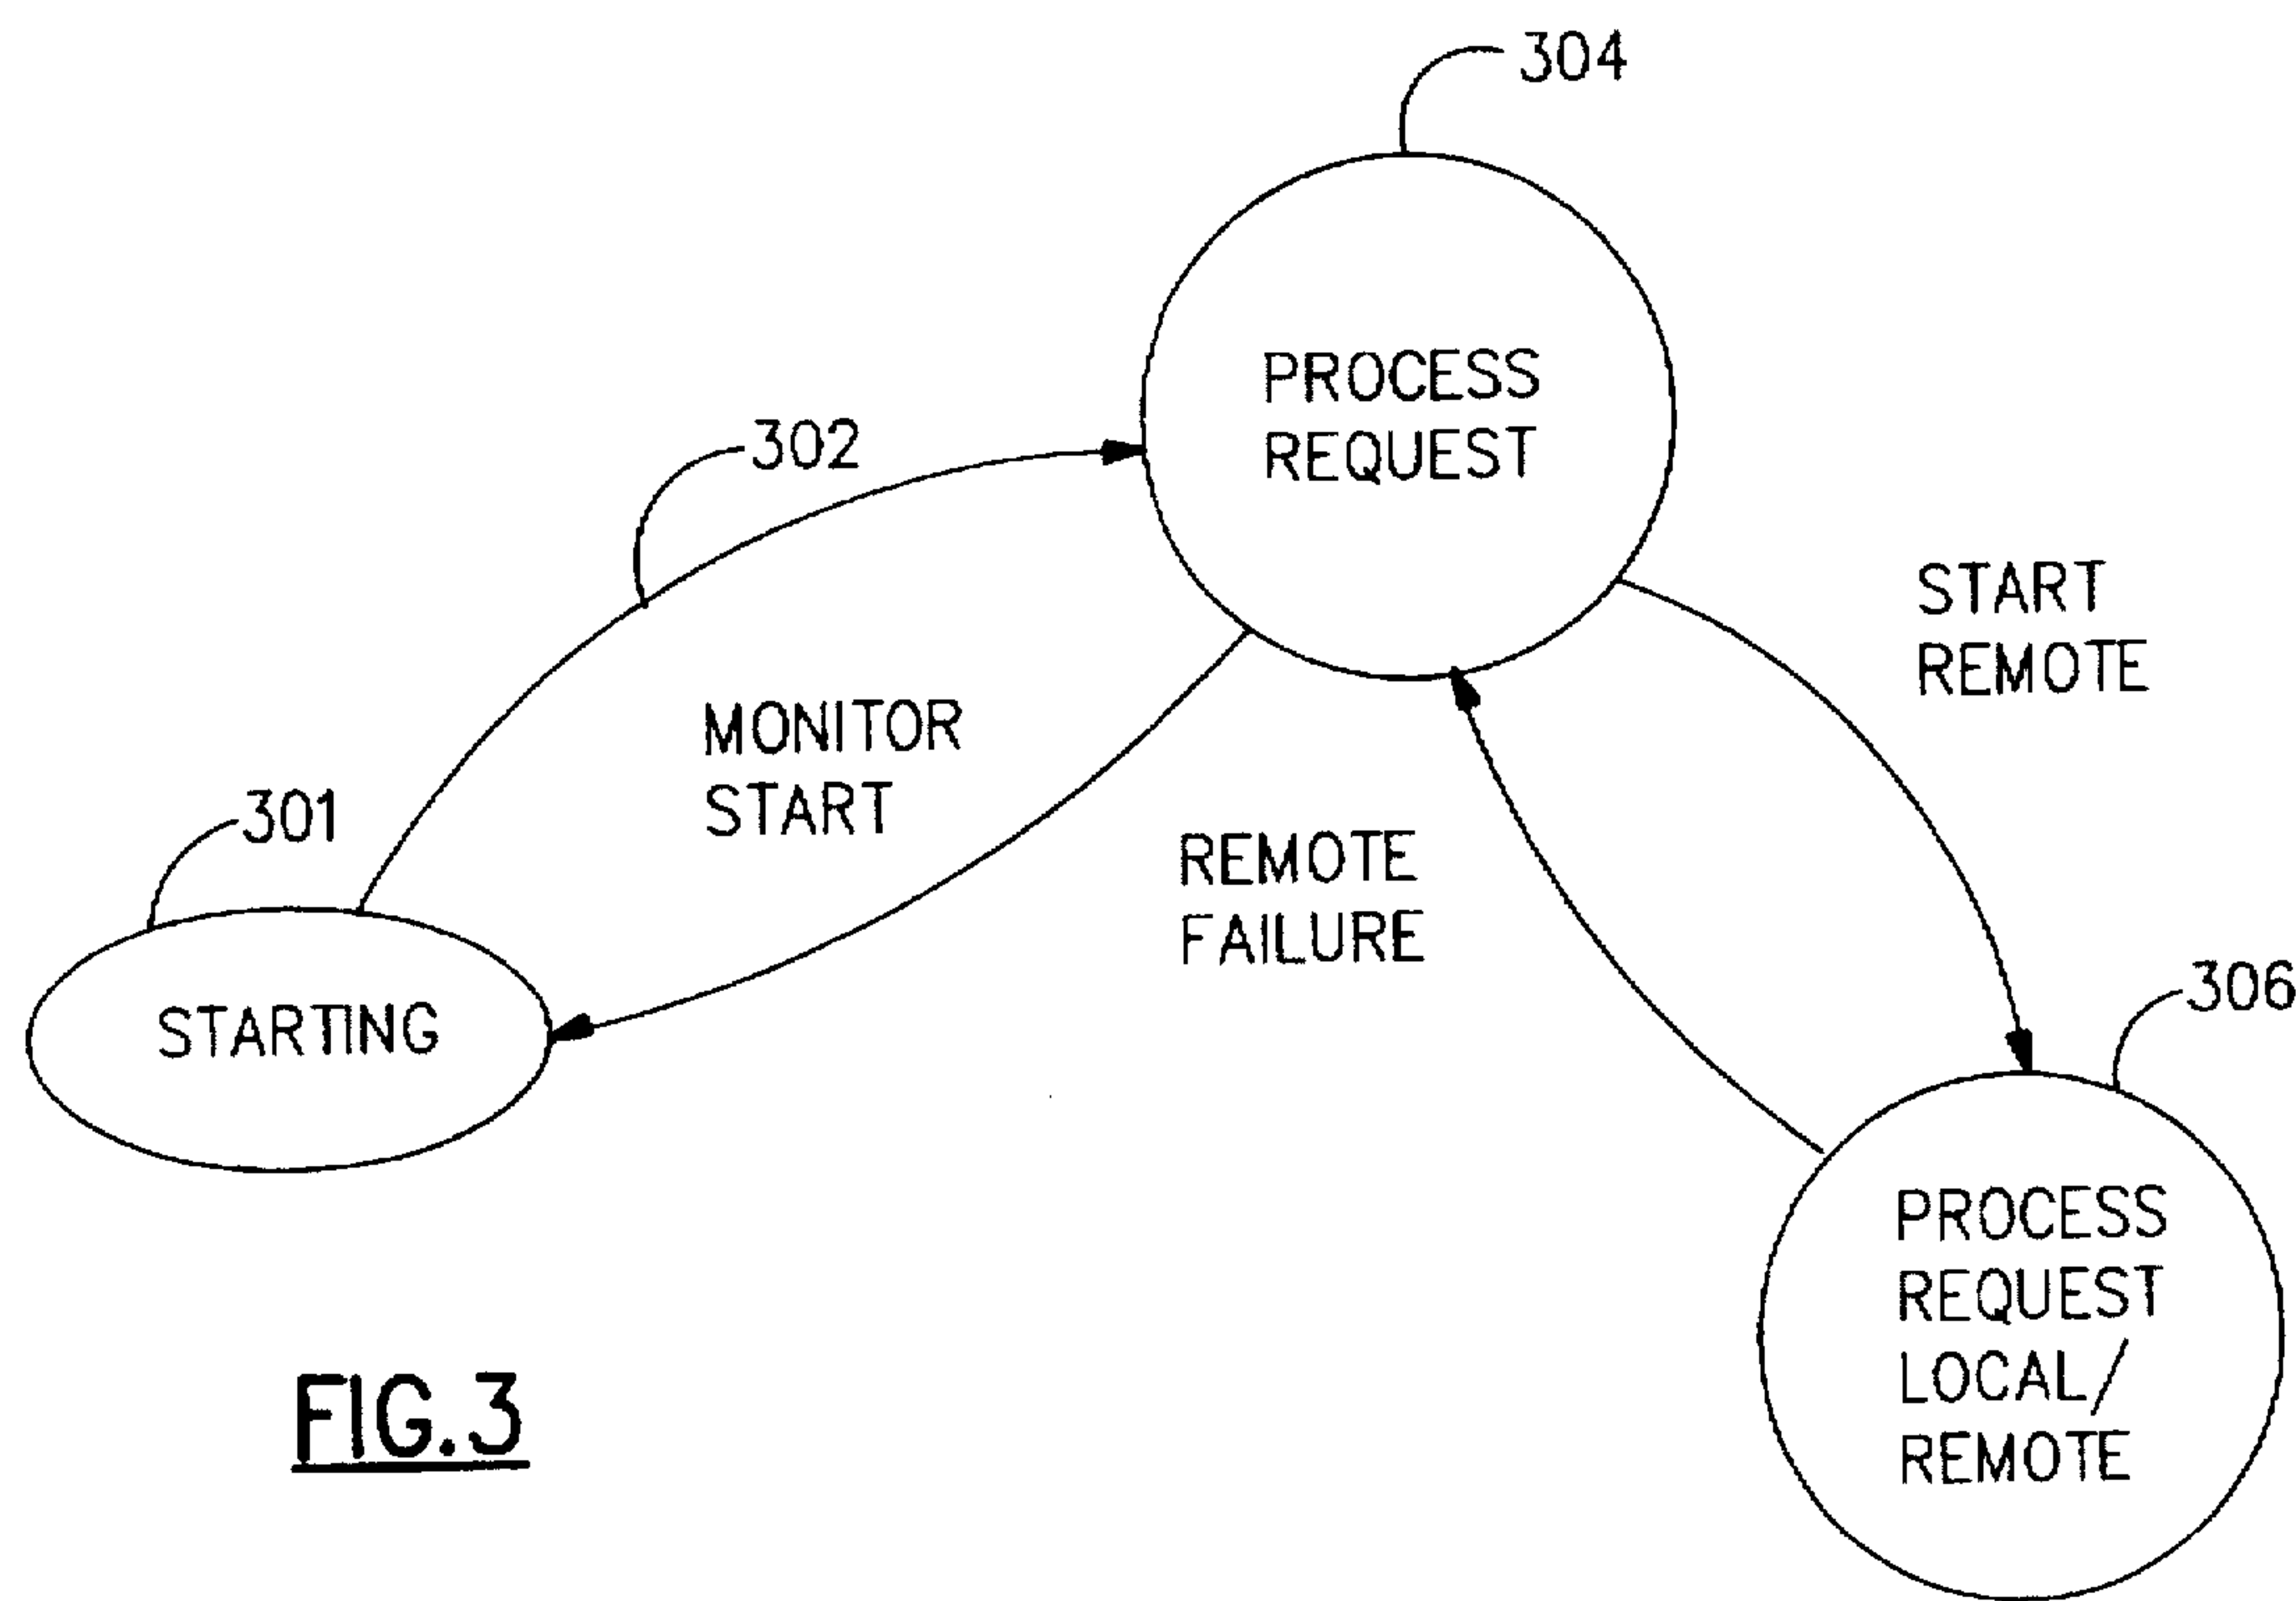 304
PROCESS
REQUEST
302
START
REMOTE
MONITOR
START
301
REMOTE
FAILURE
STARTING
306
PROCESS
REQUEST
LOCAL/
REMOTE
FIG.3